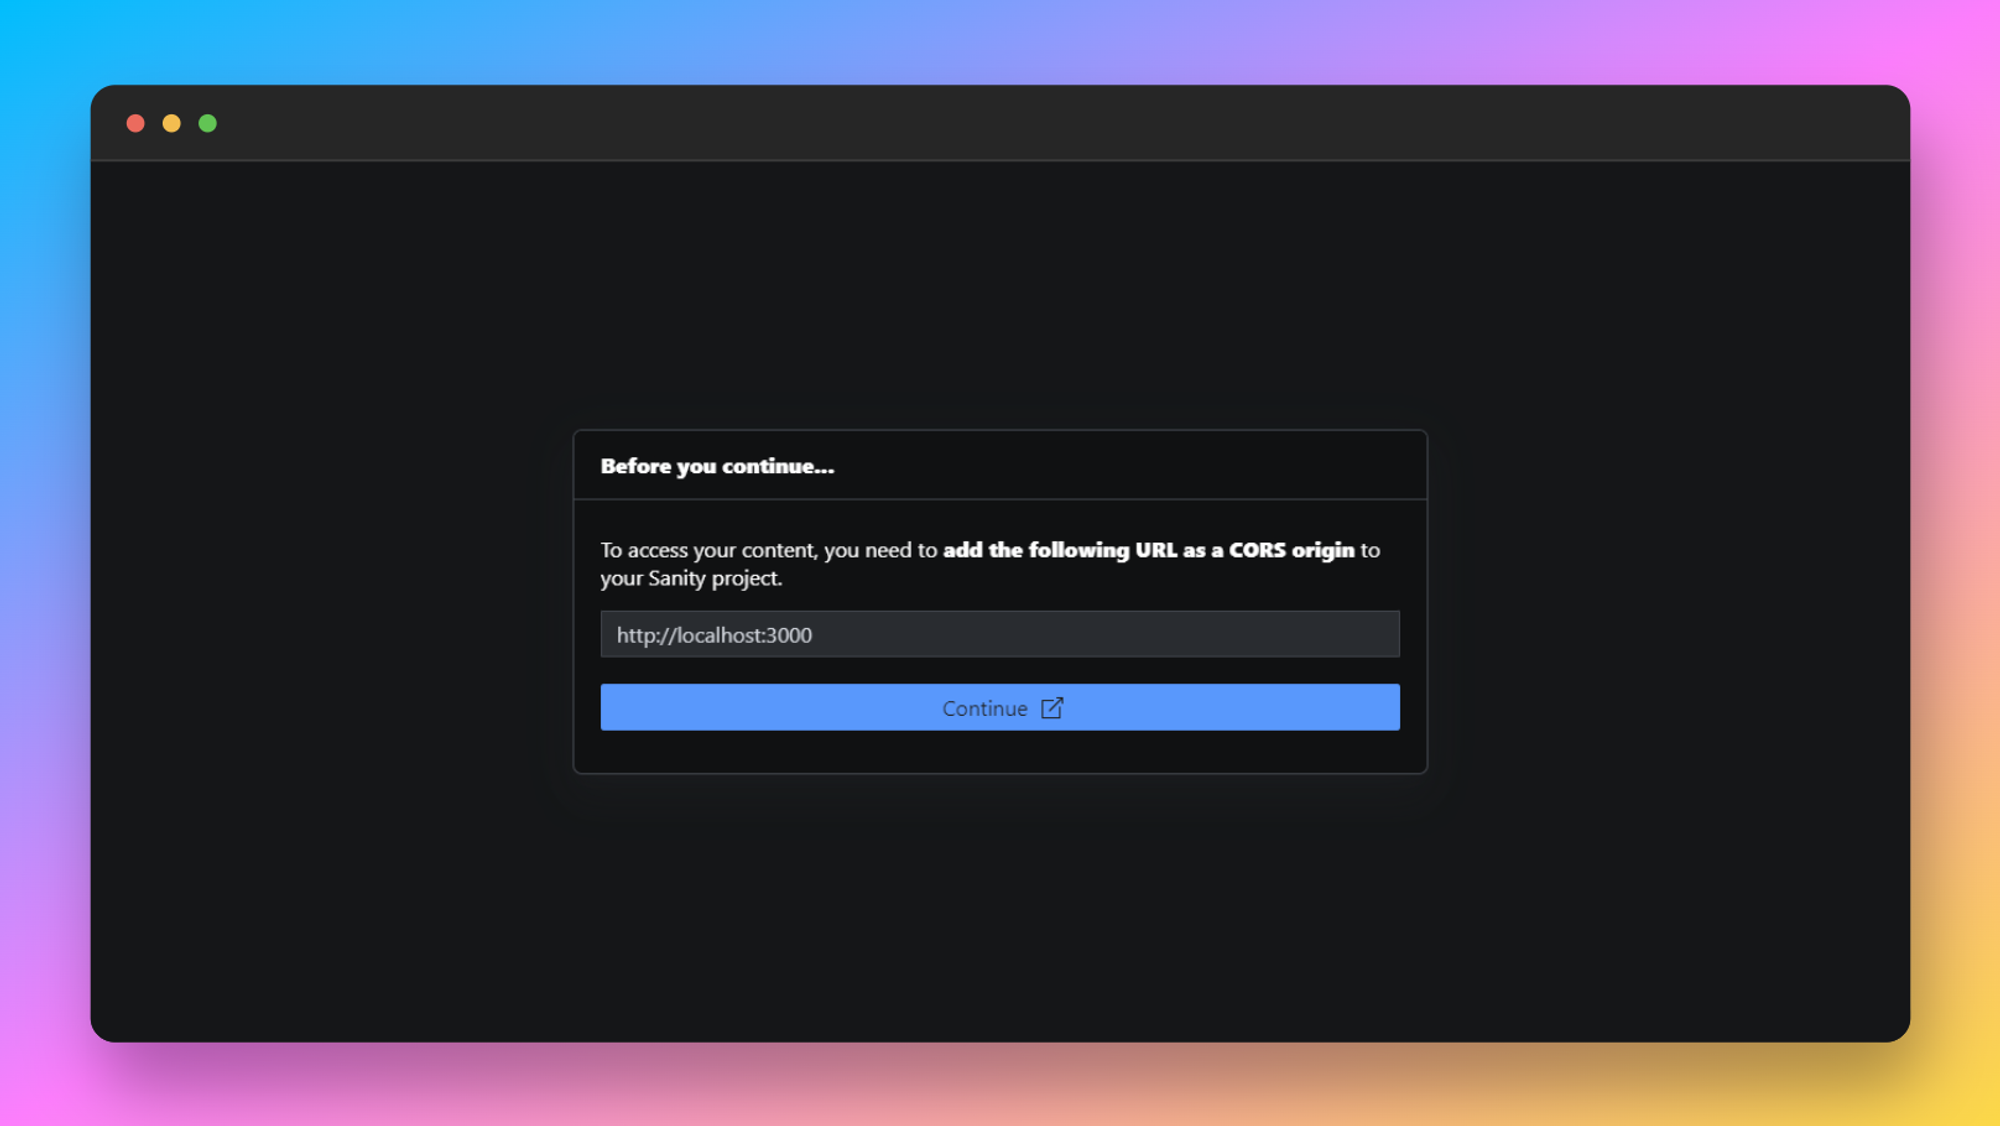 Before you continue...
To access your content, you need to add the following URL as a CORS origin to
your Sanity project.
http://localhost:3000
Continue